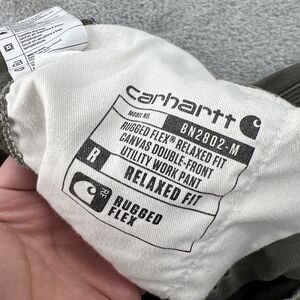 carhartt
MODEL NO.
BN2802-M
RUGGED FLEX® RELAXED FIT
CANVAS DOUBLE-FRONT
UTILITY WORK PANT
R
RELAXED FIT
RUGGED
FLEX